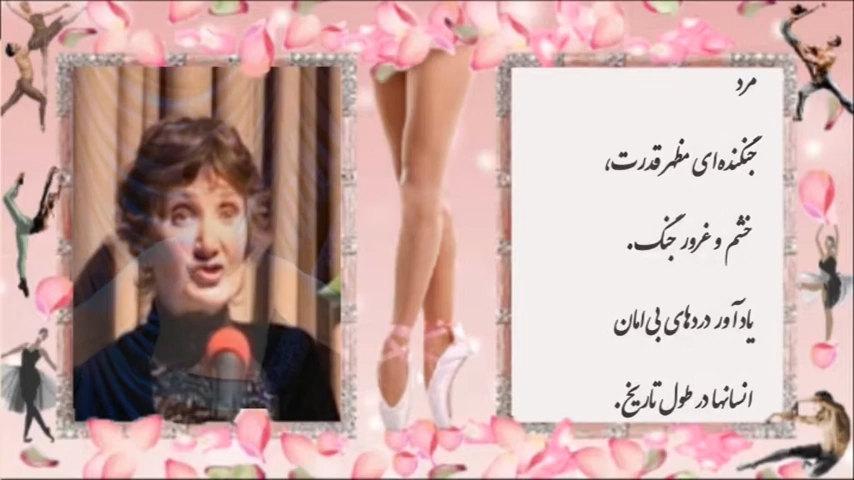 مرد
جنگنده‌ای مظهر قدرت،
خشم و غرور جنگ.
یادآور دردهای بی‌امان
انسانها در طول تاریخ.